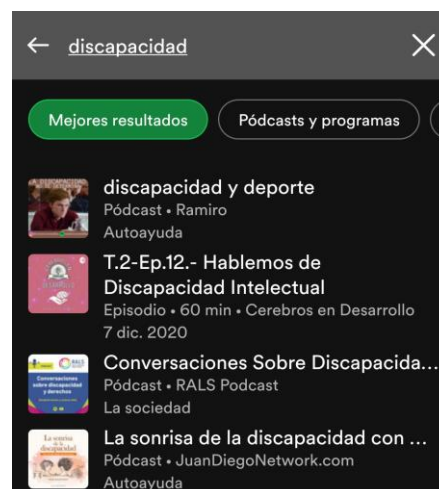 discapacidad
Mejores resultados
Pódcasts y programas
discapacidad y deporte
Pódcast • Ramiro
Autoayuda
T.2-Ep.12.- Hablemos de
Discapacidad Intelectual
Episodio • 60 min • Cerebros en Desarrollo
7 dic. 2020
Conversaciones Sobre Discapacida...
Pódcast • RALS Podcast
La sociedad
La sonrisa de la discapacidad con ...
Pódcast • JuanDiegoNetwork.com
Autoayuda